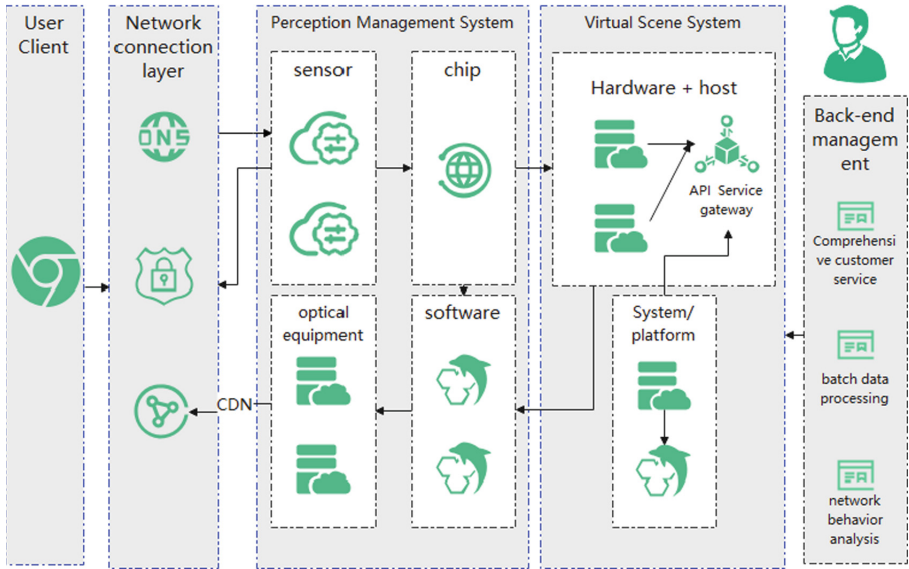 User
Client
Network
connection
layer
DNS
Perception Management System
sensor
chip
optical
equipment
software
CDN
Virtual Scene System
Hardware + host
API Service
gateway
System/
platform
Back-end
managem
ent
Comprehensi
ve customer
service
batch data
processing
network
behavior
analysis